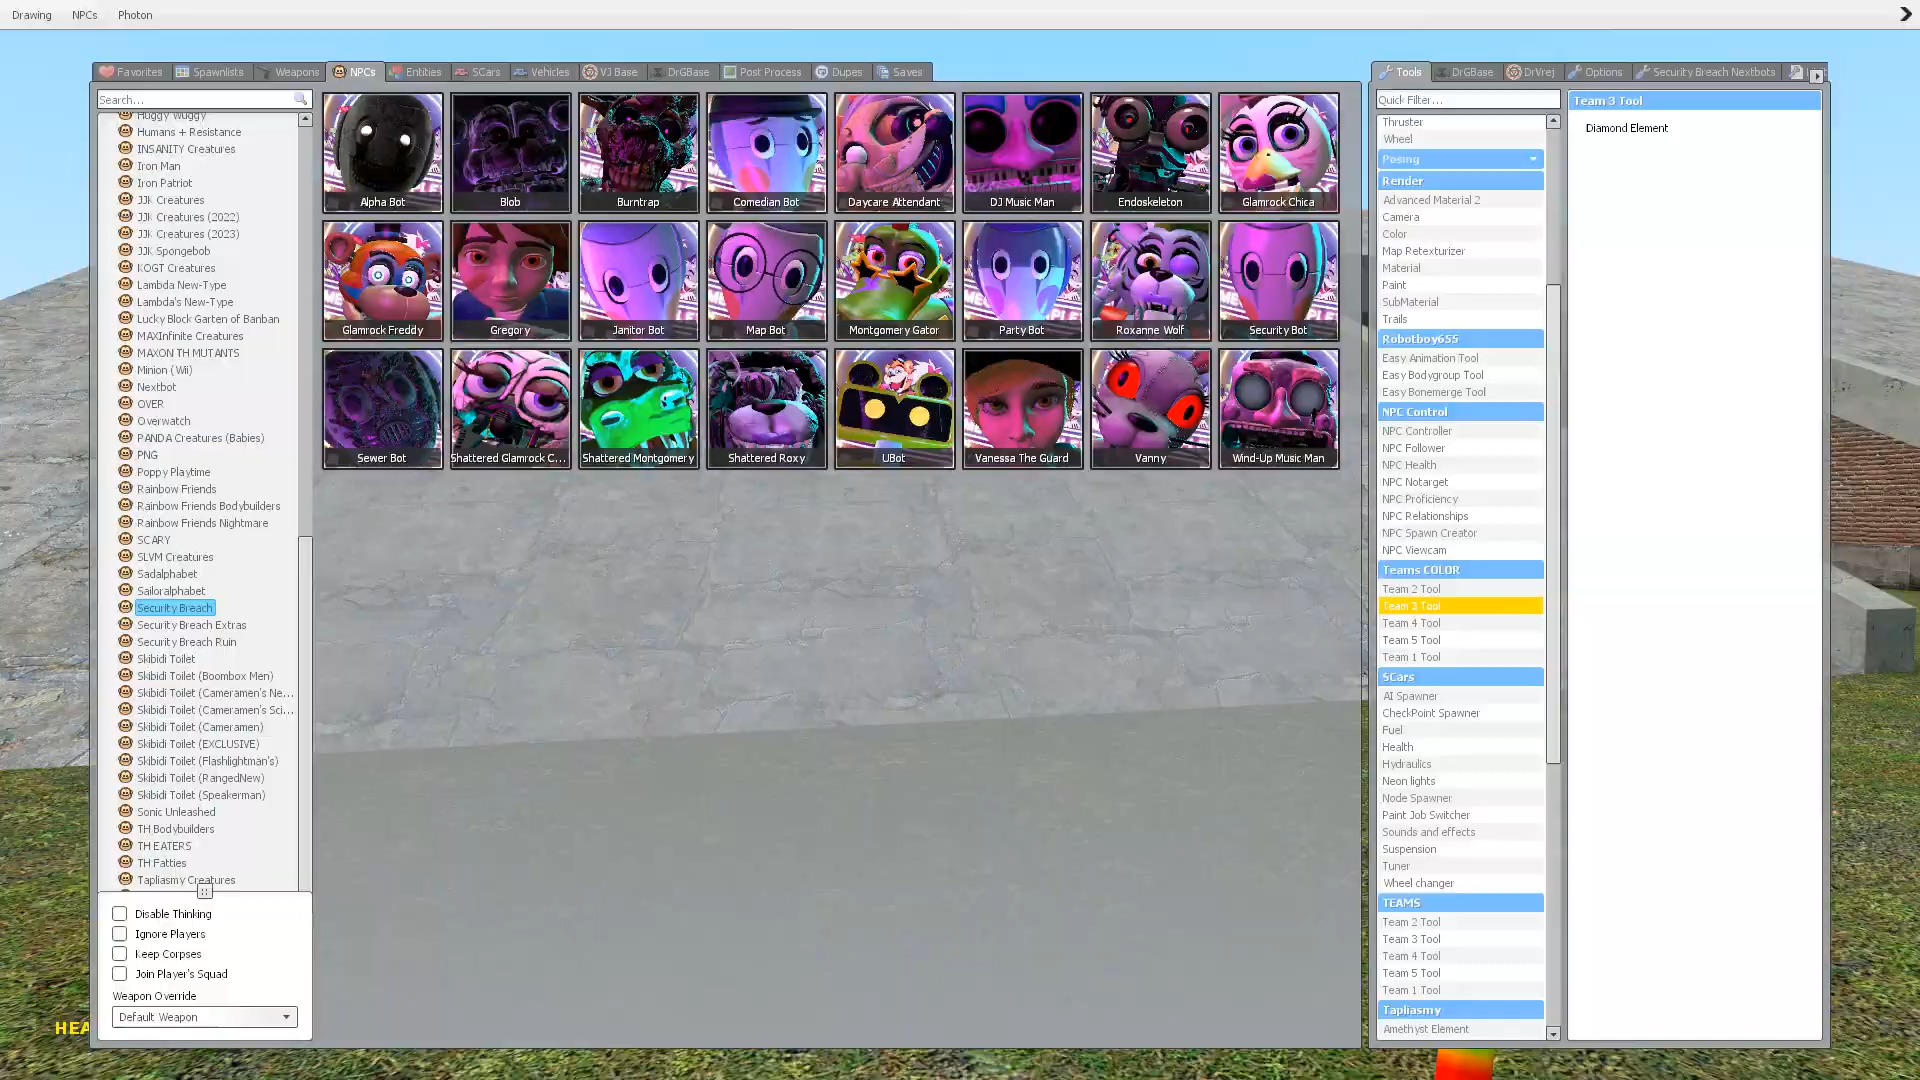 Drawing NPCs Photon
Favorites Spawnlists Weapons NPCs Entities SCars Vehicles VJ Base DrGBase Post Process Dupes Saves
Search...
Huggy Wuggy
Humans + Resistance
INSANITY Creatures
Iron Man
Iron Patriot
JJK Creatures
JJK Creatures (2022)
JJK Creatures (2023)
JJK Spongebob
KOGT Creatures
Lambda New-Type
Lambda's New-Type
Lucky Block Garten of Banban
MAXInfinite Creatures
MAXON TH MUTANTS
Minion (Wii)
Nextbot
OVER
Overwatch
PANDA Creatures (Babies)
PNG
Poppy Playtime
Rainbow Friends
Rainbow Friends Bodybuilders
Rainbow Friends Nightmare
SCARY
SLVM Creatures
Sadalphabet
Sailoralphabet
Security Breach
Security Breach Extras
Security Breach Ruin
Skibidi Toilet
Skibidi Toilet (Boombox Men)
Skibidi Toilet (Cameramen's Ne...
Skibidi Toilet (Cameramen's Sci...
Skibidi Toilet (Cameramen)
Skibidi Toilet (EXCLUSIVE)
Skibidi Toilet (Flashlightman's)
Skibidi Toilet (RangedNew)
Skibidi Toilet (Speakerman)
Sonic Unleashed
TH Bodybuilders
TH EATERS
TH Fatties
Tapliasmy Creatures
Disable Thinking
Ignore Players
Keep Corpses
Join Player's Squad
Weapon Override
Default Weapon
HEA
Alpha Bot Blob Burntrap Comedian Bot Daycare Attendant DJ Music Man Endoskeleton Glamrock Chica
Glamrock Freddy Gregory Janitor Bot Map Bot Montgomery Gator Party Bot Roxanne Wolf Security Bot
Sewer Bot Shattered Glamrock C... Shattered Montgomery Shattered Roxy UBot Vanessa The Guard Vanny Wind-Up Music Man
Tools DrGBase DrVrej Options Security Breach Nextbots
Quick Filter...
Thruster
Wheel
Posing
Render
Advanced Material 2
Camera
Color
Map Retexturizer
Material
Paint
SubMaterial
Trails
Robotboy655
Easy Animation Tool
Easy Bodygroup Tool
Easy Bonemerge Tool
NPC Control
NPC Controller
NPC Follower
NPC Health
NPC Notarget
NPC Proficiency
NPC Relationships
NPC Spawn Creator
NPC Viewcam
Teams COLOR
Team 2 Tool
Team 3 Tool
Team 4 Tool
Team 5 Tool
Team 1 Tool
SCars
AI Spawner
CheckPoint Spawner
Fuel
Health
Hydraulics
Neon lights
Node Spawner
Paint Job Switcher
Sounds and effects
Suspension
Tuner
Wheel changer
TEAMS
Team 2 Tool
Team 3 Tool
Team 4 Tool
Team 5 Tool
Team 1 Tool
Tapliasmy
Amethyst Element
Team 3 Tool
Diamond Element